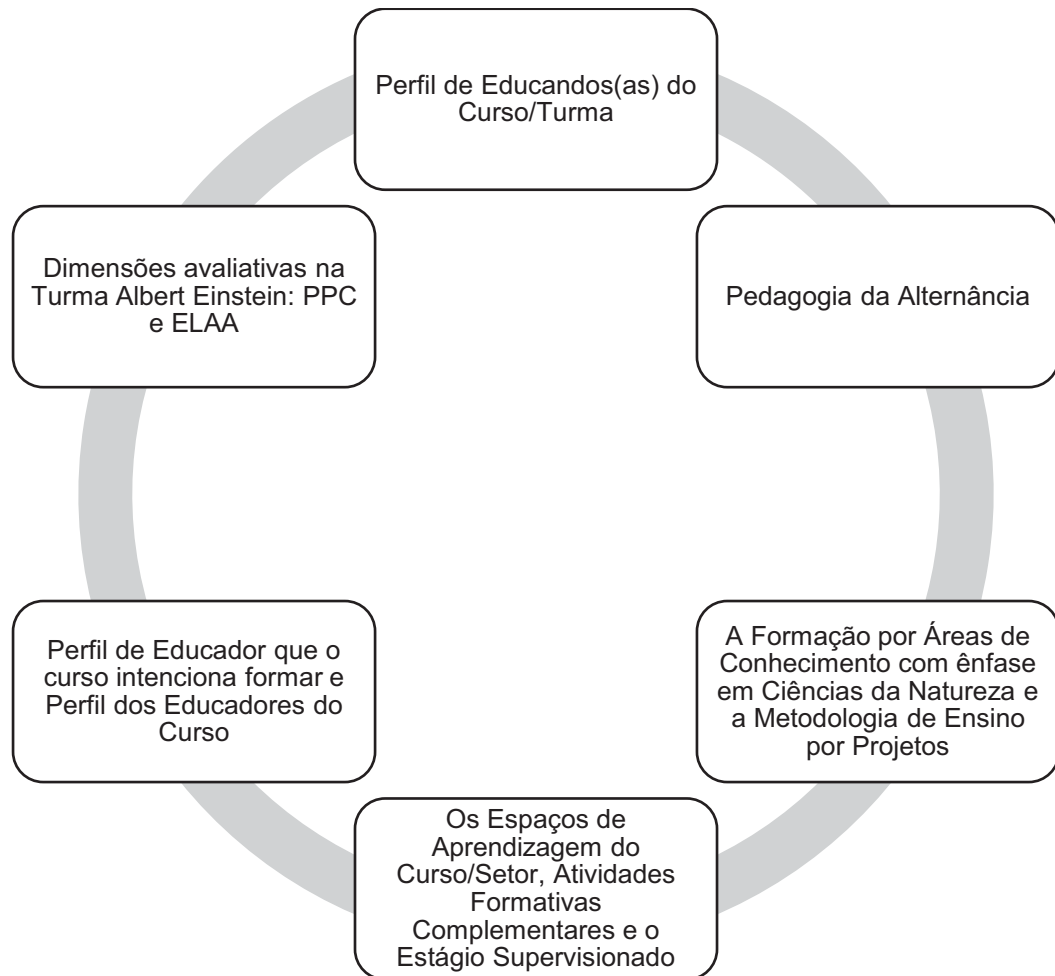 Perfil de Educandos(as) do
Curso/Turma
Pedagogia da Alternância
A Formação por Áreas de
Conhecimento com ênfase
em Ciências da Natureza e
a Metodologia de Ensino
por Projetos
Os Espaços de
Aprendizagem do
Curso/Setor, Atividades
Formativas
Complementares e o
Estágio Supervisionado
Perfil de Educador que o
curso intenciona formar e
Perfil dos Educadores do
Curso
Dimensões avaliativas na
Turma Albert Einstein: PPC
e ELAA